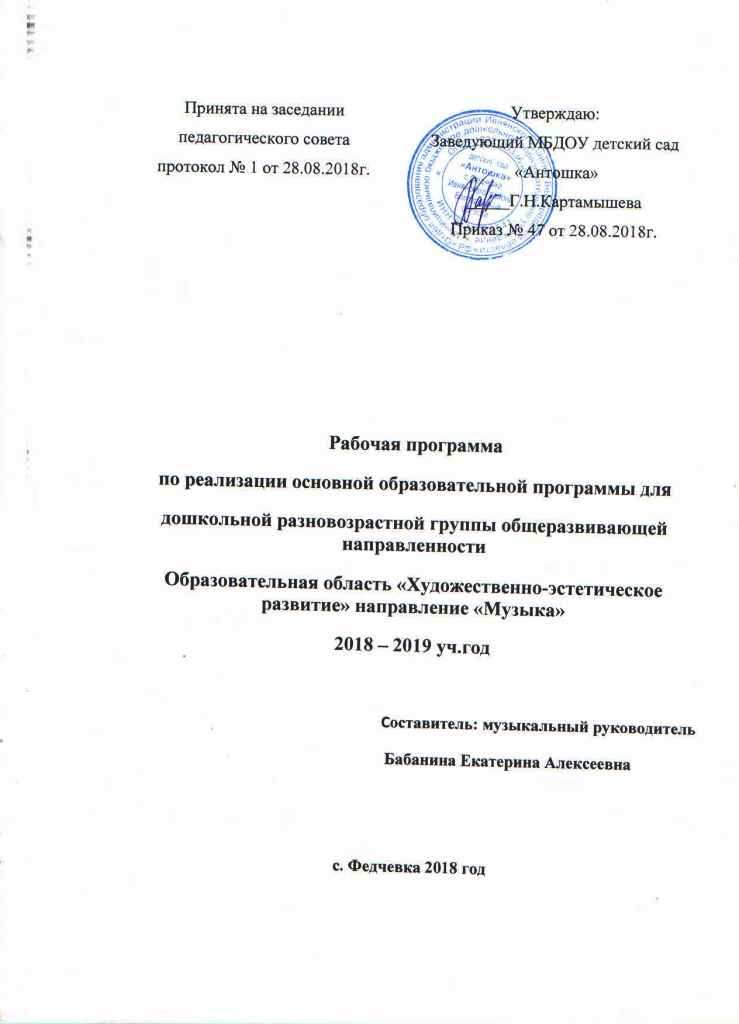 Принята на заседании
педагогического совета
протокол № 1 от 28.08.2018г.
Утверждаю:
Заведующий МБДОУ детский сад
«Антошка»
Г.Н.Картамышева
Приказ № 47 от 28.08.2018г.
детский сад
«Антошка»
Рабочая программа
по реализации основной образовательной программы для
дошкольной разновозрастной группы общеразвивающей
направленности
Образовательная область «Художественно-эстетическое
развитие» направление «Музыка»
2018 – 2019 уч.год
Составитель: музыкальный руководитель
Бабанина Екатерина Алексеевна
с. Федчевка 2018 год